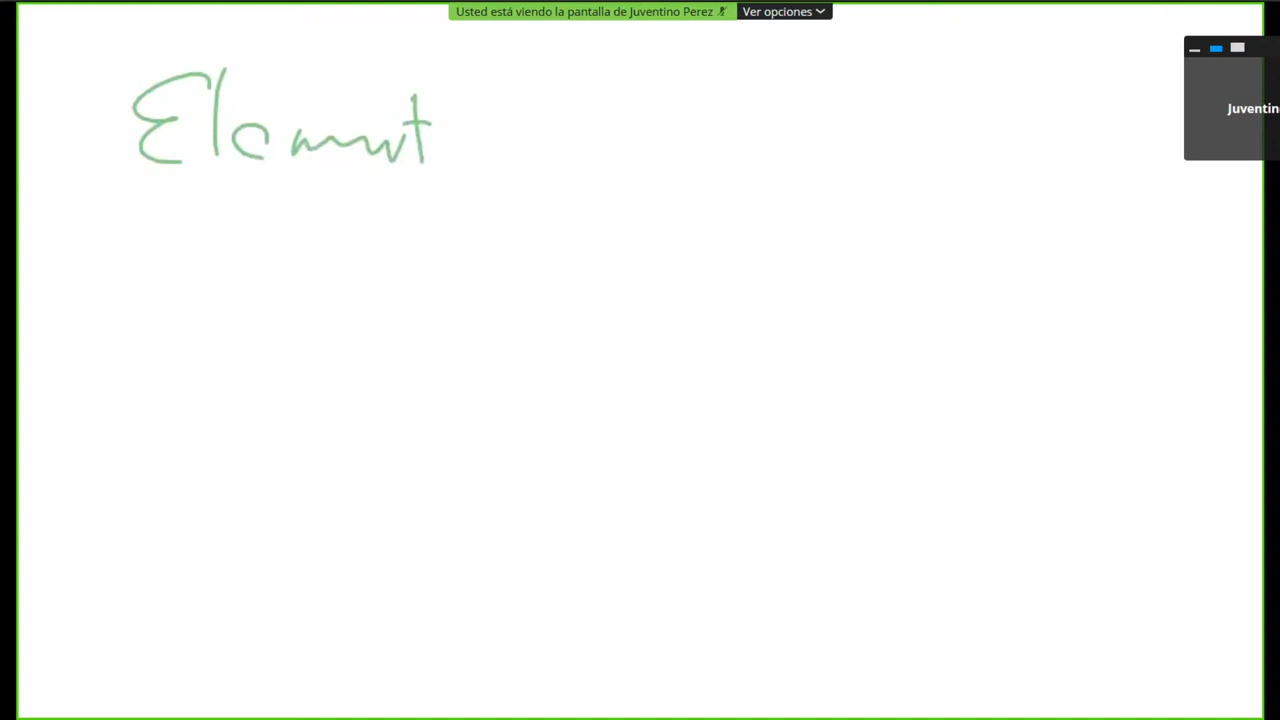 Usted está viendo la pantalla de Juventino Perez Ver opciones
Juventin
Element